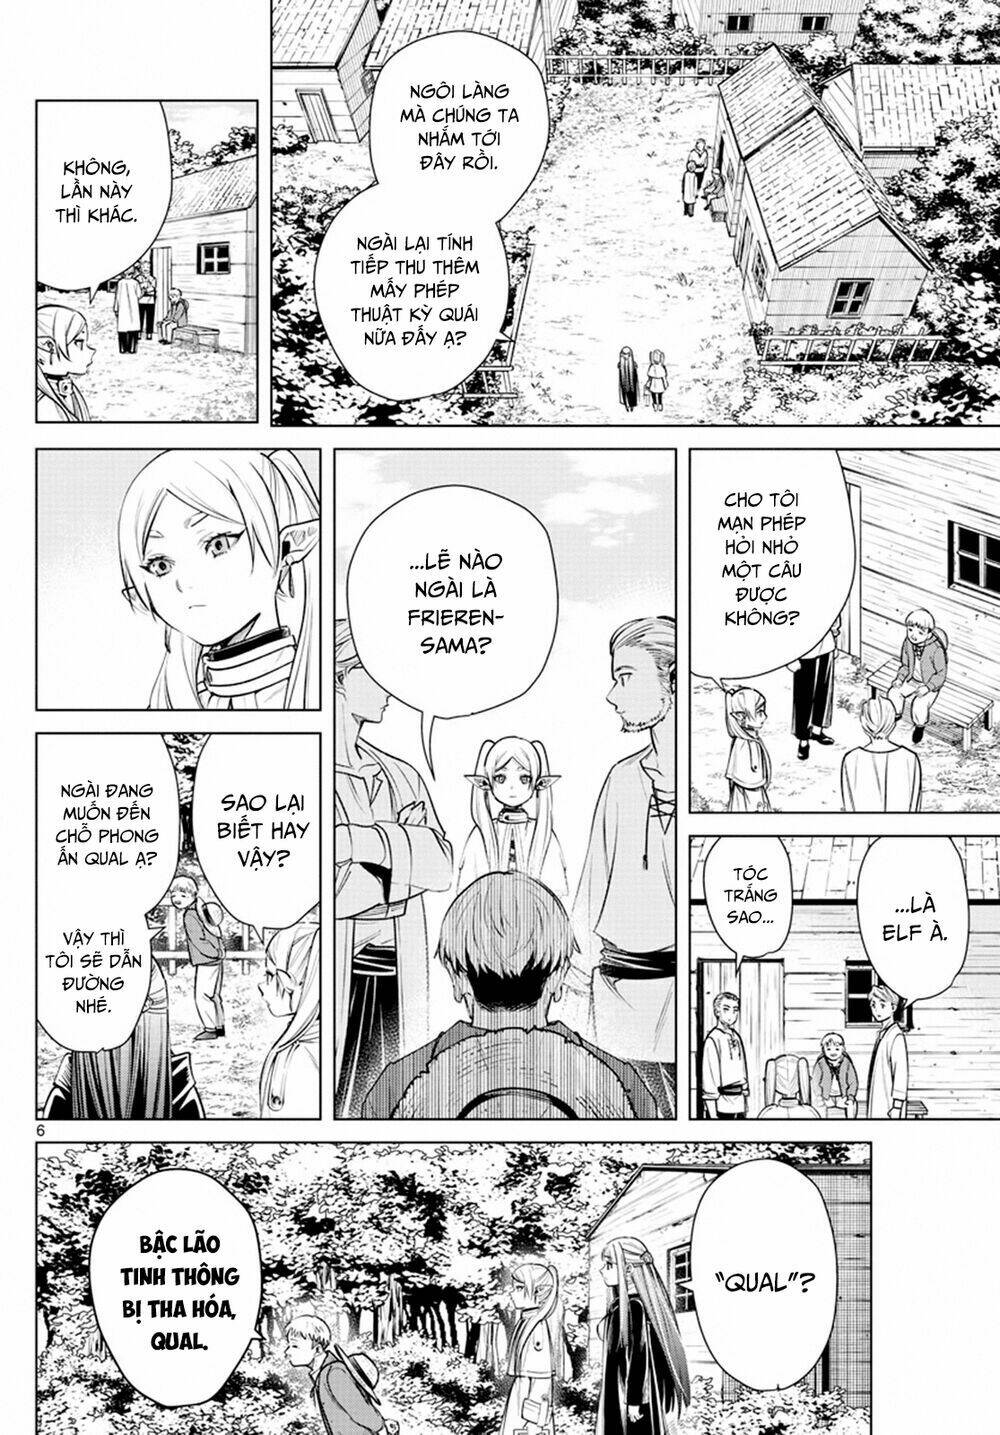 NGÔI LÀNG
MÀ CHÚNG TA
NHẮM TỚI
ĐÂY RỒI.
NGÀI LẠI TÍNH
TIẾP THU THÊM
MẤY PHÉP
THUẬT KỲ QUÁI
NỮA ĐẤY Ạ?
KHÔNG,
LẦN NÀY
THÌ KHÁC.
CHO TÔI
MẠN PHÉP
HỎI NHỎ
MỘT CÂU
ĐƯỢC
KHÔNG?
...LÀ
ELF À.
TÓC
TRẮNG
SAO...
...LẼ NÀO
NGÀI LÀ
FRIEREN-
SAMA?
SAO LẠI
BIẾT HAY
VẬY?
NGÀI ĐANG
MUỐN ĐẾN
CHỖ PHONG
ẤN QUAL Ạ?
VẬY THÌ
TÔI SẼ DẪN
ĐƯỜNG
NHÉ.
6
"QUAL"?
BẬC LÃO
TINH THÔNG
BỊ THA HÓA,
QUAL.